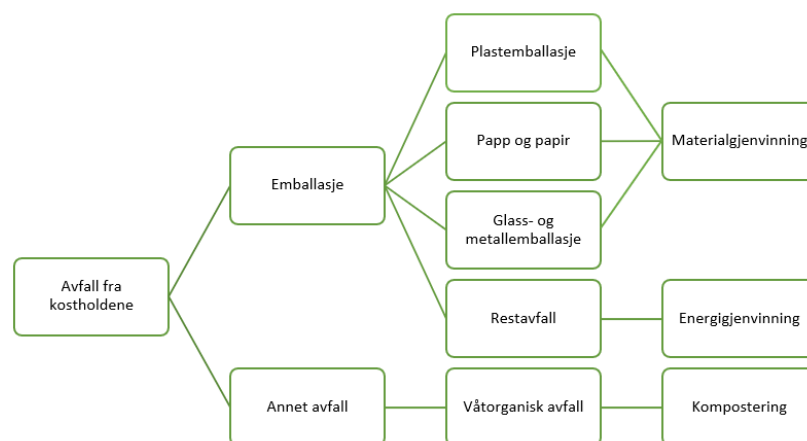 Plastemballasje
Papp og papir
Materialgjenvinning
Emballasje
Glass- og
metallemballasje
Avfall fra
kostholdene
Restavfall
Energigjenvinning
Annet avfall
Våtorganisk avfall
Kompostering